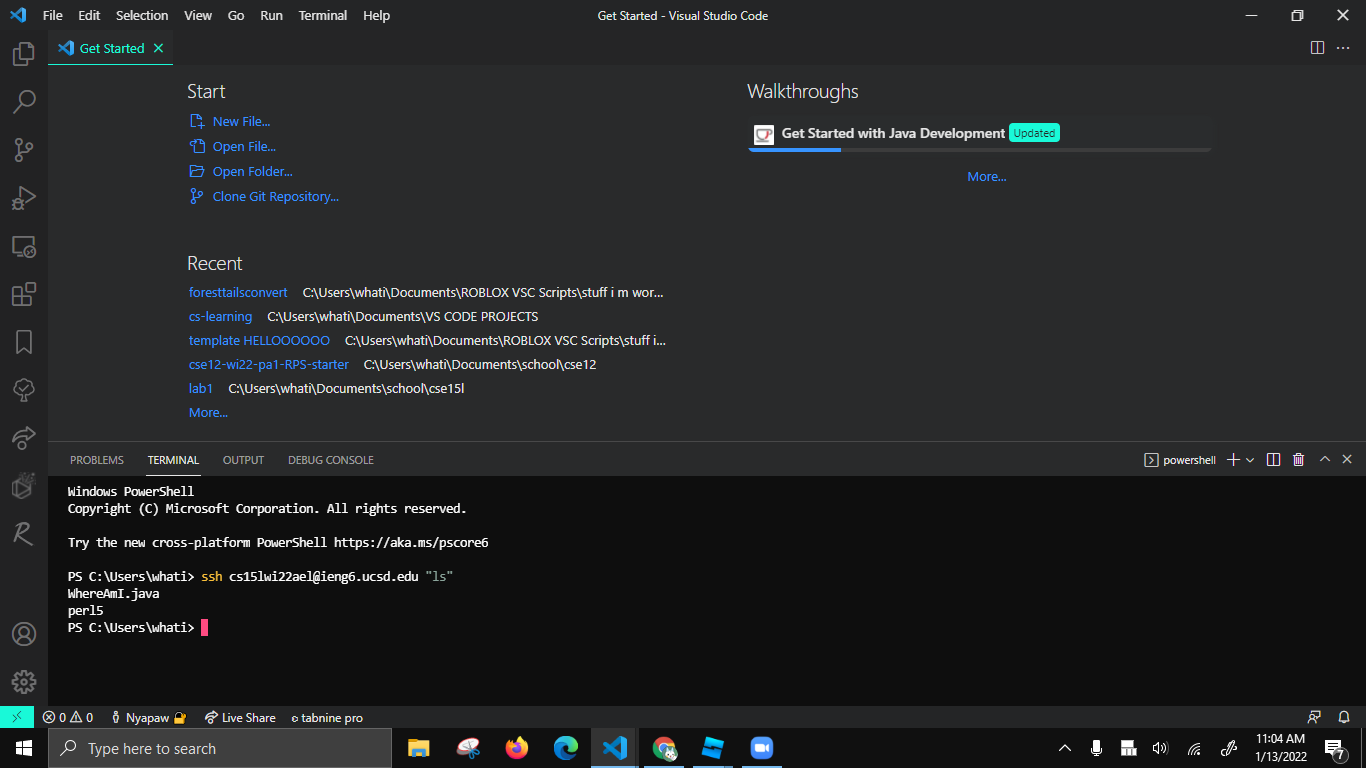 File Edit Selection View Go Run Terminal Help
Get Started - Visual Studio Code
Get Started
Start
New File...
Open File...
Open Folder...
Clone Git Repository...
Recent
foresttailsconvert C:\Users\whati\Documents\ROBLOX VSC Scripts\stuff i m wor...
cs-learning C:\Users\whati\Documents\VS CODE PROJECTS
template HELLOOOOOO C:\Users\whati\Documents\ROBLOX VSC Scripts\stuff i...
cse12-wi22-pa1-RPS-starter C:\Users\whati\Documents\school\cse12
lab1 C:\Users\whati\Documents\school\cse15l
More...
Walkthroughs
Get Started with Java Development Updated
More...
PROBLEMS TERMINAL OUTPUT DEBUG CONSOLE
powershell
Windows PowerShell
Copyright (C) Microsoft Corporation. All rights reserved.
Try the new cross-platform PowerShell https://aka.ms/pscore6
PS C:\Users\whati> ssh cs15lwi22ael@ieng6.ucsd.edu "ls"
WhereAmI.java
perl5
PS C:\Users\whati>
0 0 Nyapaw Live Share tabnine pro
Type here to search
11:04 AM
1/13/2022
7